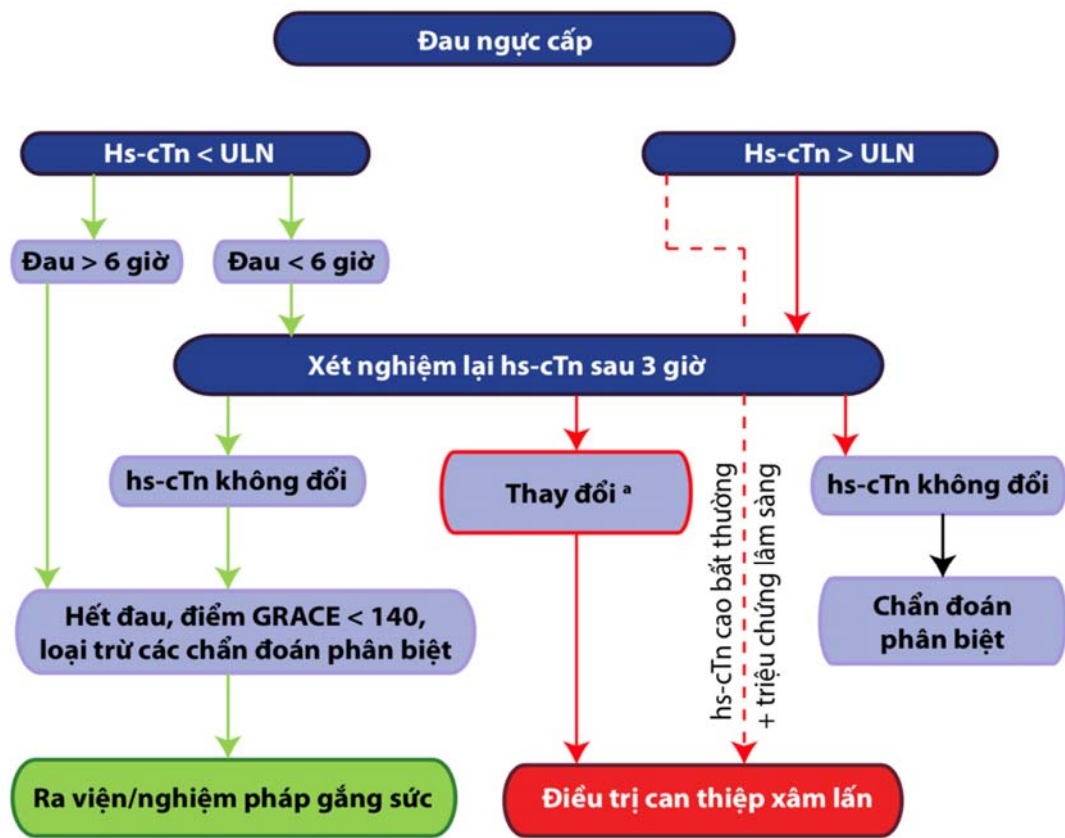 Đau ngực cấp
Hs-cTn < ULN
Hs-cTn > ULN
Đau > 6 giờ
Đau < 6 giờ
Xét nghiệm lại hs-cTn sau 3 giờ
hs-cTn không đổi
Thay đổi ª
hs-cTn cao bất thường
+ triệu chứng lâm sàng
hs-cTn không đổi
Hết đau, điểm GRACE < 140,
loại trừ các chẩn đoán phân biệt
Chẩn đoán
phân biệt
Ra viện/nghiệm pháp gắng sức
Điều trị can thiệp xâm lấn